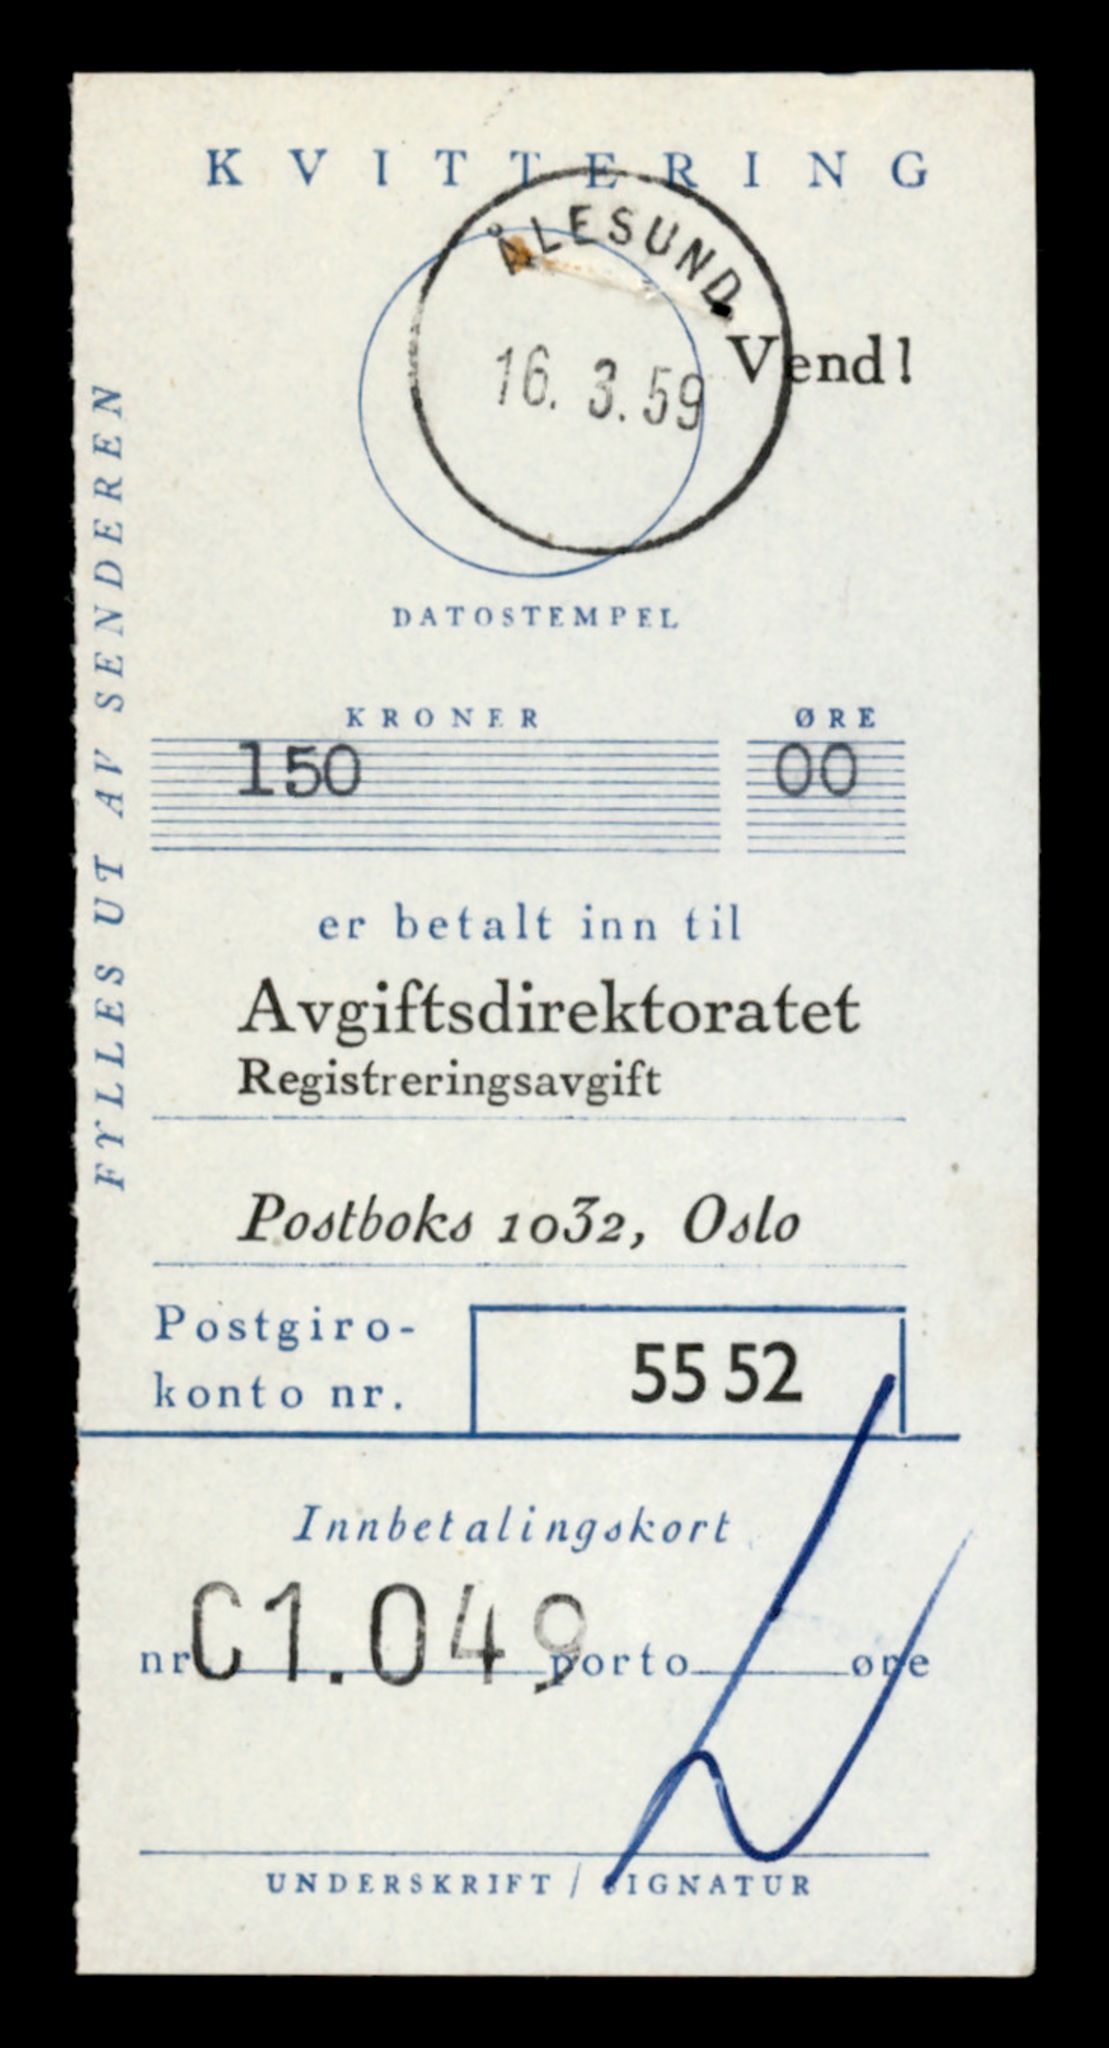 KVITTERING
ÅLESUND
16. 3. 59
Vend!
DATOSTEMPEL
FYLLES UT AV SENDEREN
KRONER ØRE
150 00
er betalt inn til
Avgiftsdirektoratet
Registreringsavgift
Postboks 1032, Oslo
Postgiro-
konto nr. 55 52
Innbetalingskort
nr C1.049 porto øre
UNDERSKRIFT / SIGNATUR